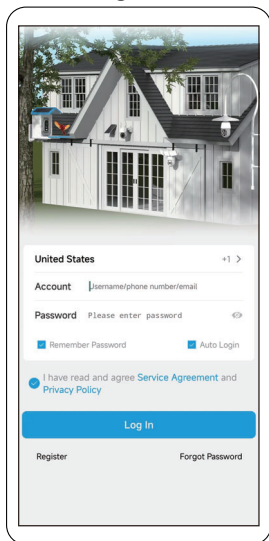 United States +1 >
Account Username/phone number/email
Password Please enter password
Remember Password Auto Login
I have read and agree Service Agreement and
Privacy Policy
Log In
Register Forgot Password